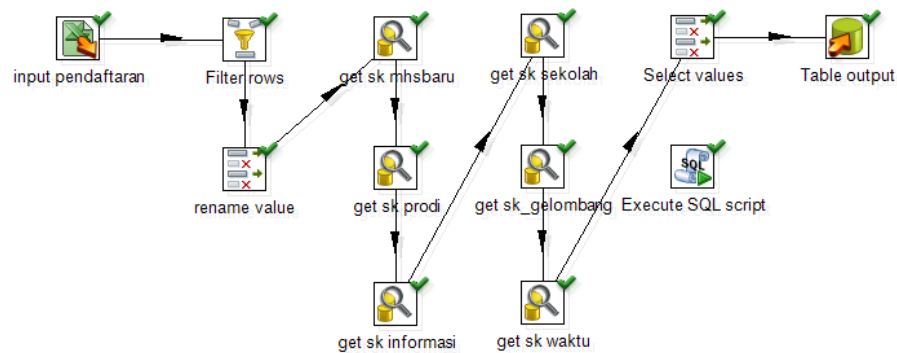 input pendaftaran
Filter rows
get sk mhsbaru
get sk sekolah
Select values
Table output
rename value
get sk prodi
get sk_gelombang
SQL
Execute SQL script
get sk informasi
get sk waktu